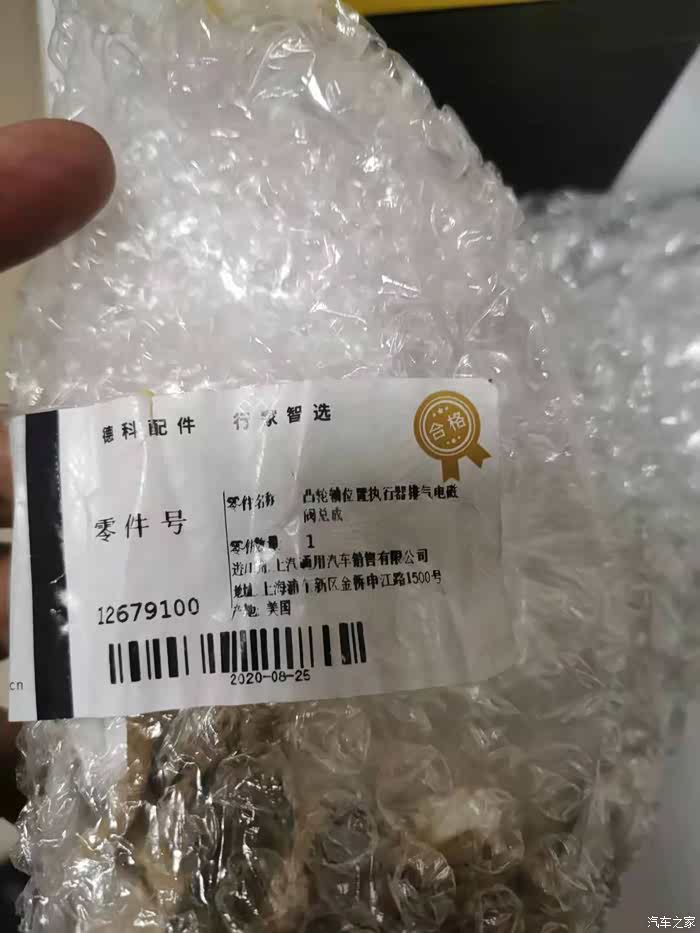 德科配件 行家智选
合格
零件号
12679100
零件名称 凸轮轴位置执行器排气电磁
阀总成
零件数量 1
进口商: 上汽通用汽车销售有限公司
地址: 上海浦东新区金桥申江路1500号
产地: 美国
2020-08-25
cn
汽车之家